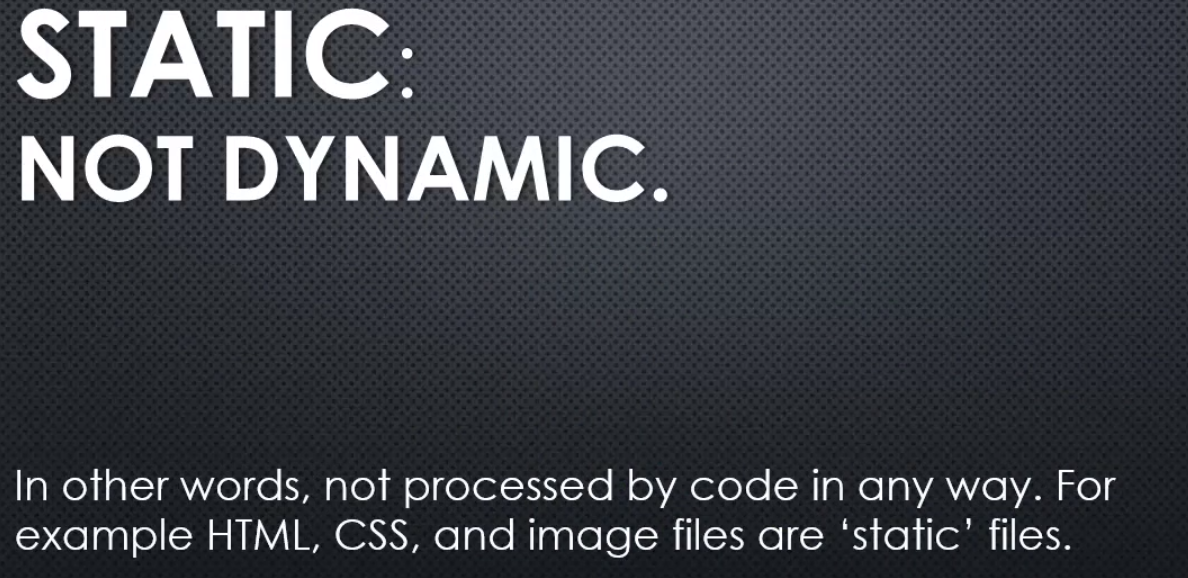 STATIC:
NOT DYNAMIC.
In other words, not processed by code in any way. For
example HTML, CSS, and image files are ‘static’ files.